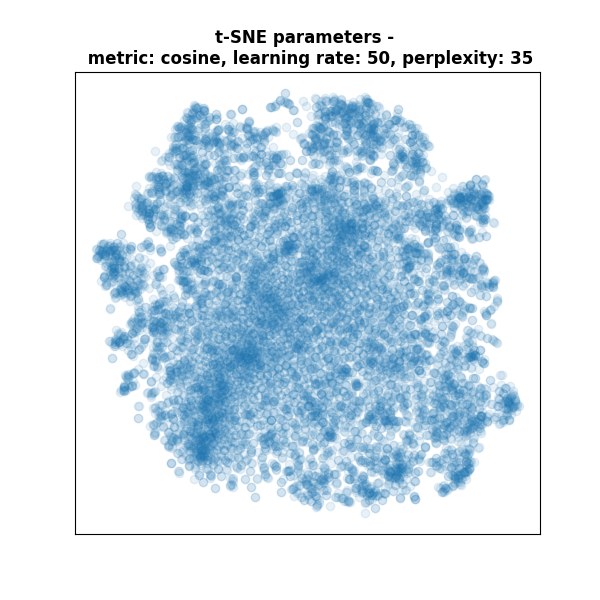 t-SNE parameters -
metric: cosine, learning rate: 50, perplexity: 35